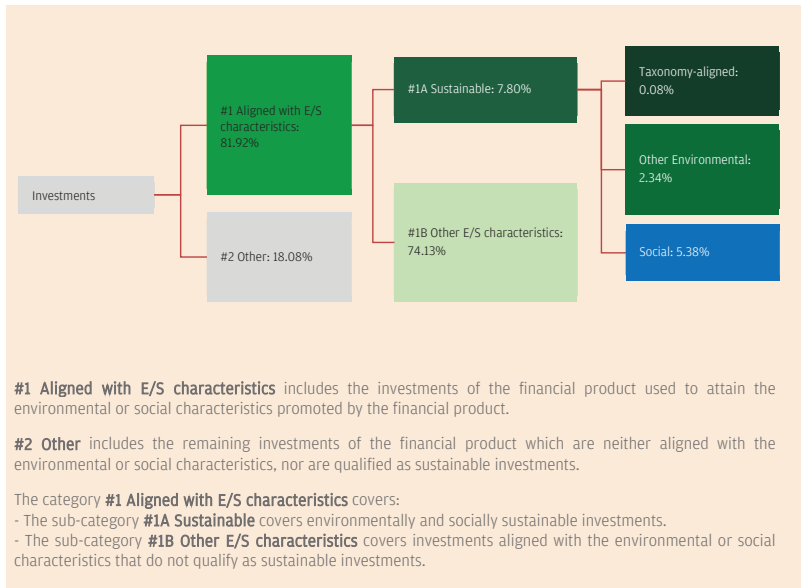 Investments
#1 Aligned with E/S
characteristics:
81.92%
#2 Other: 18.08%
#1A Sustainable: 7.80%
#1B Other E/S characteristics:
74.13%
Taxonomy-aligned:
0.08%
Other Environmental:
2.34%
Social: 5.38%
#1 Aligned with E/S characteristics includes the investments of the financial product used to attain the
environmental or social characteristics promoted by the financial product.
#2 Other includes the remaining investments of the financial product which are neither aligned with the
environmental or social characteristics, nor are qualified as sustainable investments.
The category #1 Aligned with E/S characteristics covers:
- The sub-category #1A Sustainable covers environmentally and socially sustainable investments.
- The sub-category #1B Other E/S characteristics covers investments aligned with the environmental or social
characteristics that do not qualify as sustainable investments.